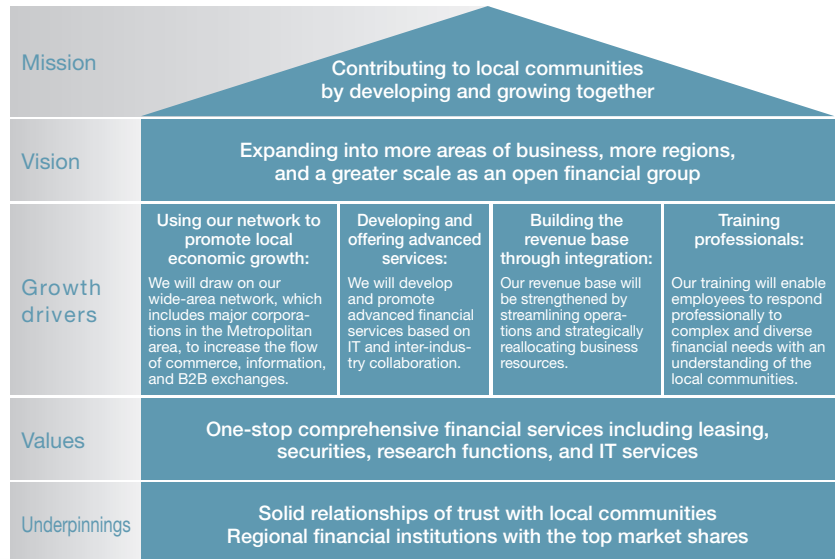 Mission
Contributing to local communities
by developing and growing together
Vision
Expanding into more areas of business, more regions,
and a greater scale as an open financial group
Growth
drivers
Using our network to
promote local
economic growth:
We will draw on our
wide-area network, which
includes major corpora-
tions in the Metropolitan
area, to increase the flow
of commerce, information,
and B2B exchanges.
Developing and
offering advanced
services:
We will develop
and promote
advanced financial
services based on
IT and inter-indus-
try collaboration.
Building the
revenue base
through integration:
Our revenue base will
be strengthened by
streamlining opera-
tions and strategically
reallocating business
resources.
Training
professionals:
Our training will enable
employees to respond
professionally to
complex and diverse
financial needs with an
understanding of the
local communities.
Values
One-stop comprehensive financial services including leasing,
securities, research functions, and IT services
Underpinnings
Solid relationships of trust with local communities
Regional financial institutions with the top market shares